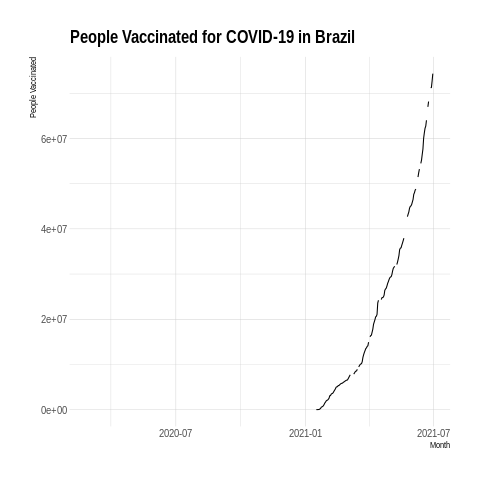 People Vaccinated for COVID-19 in Brazil
People Vaccinated
6e+07
4e+07
2e+07
0e+00
2020-07
2021-01
2021-07
Month